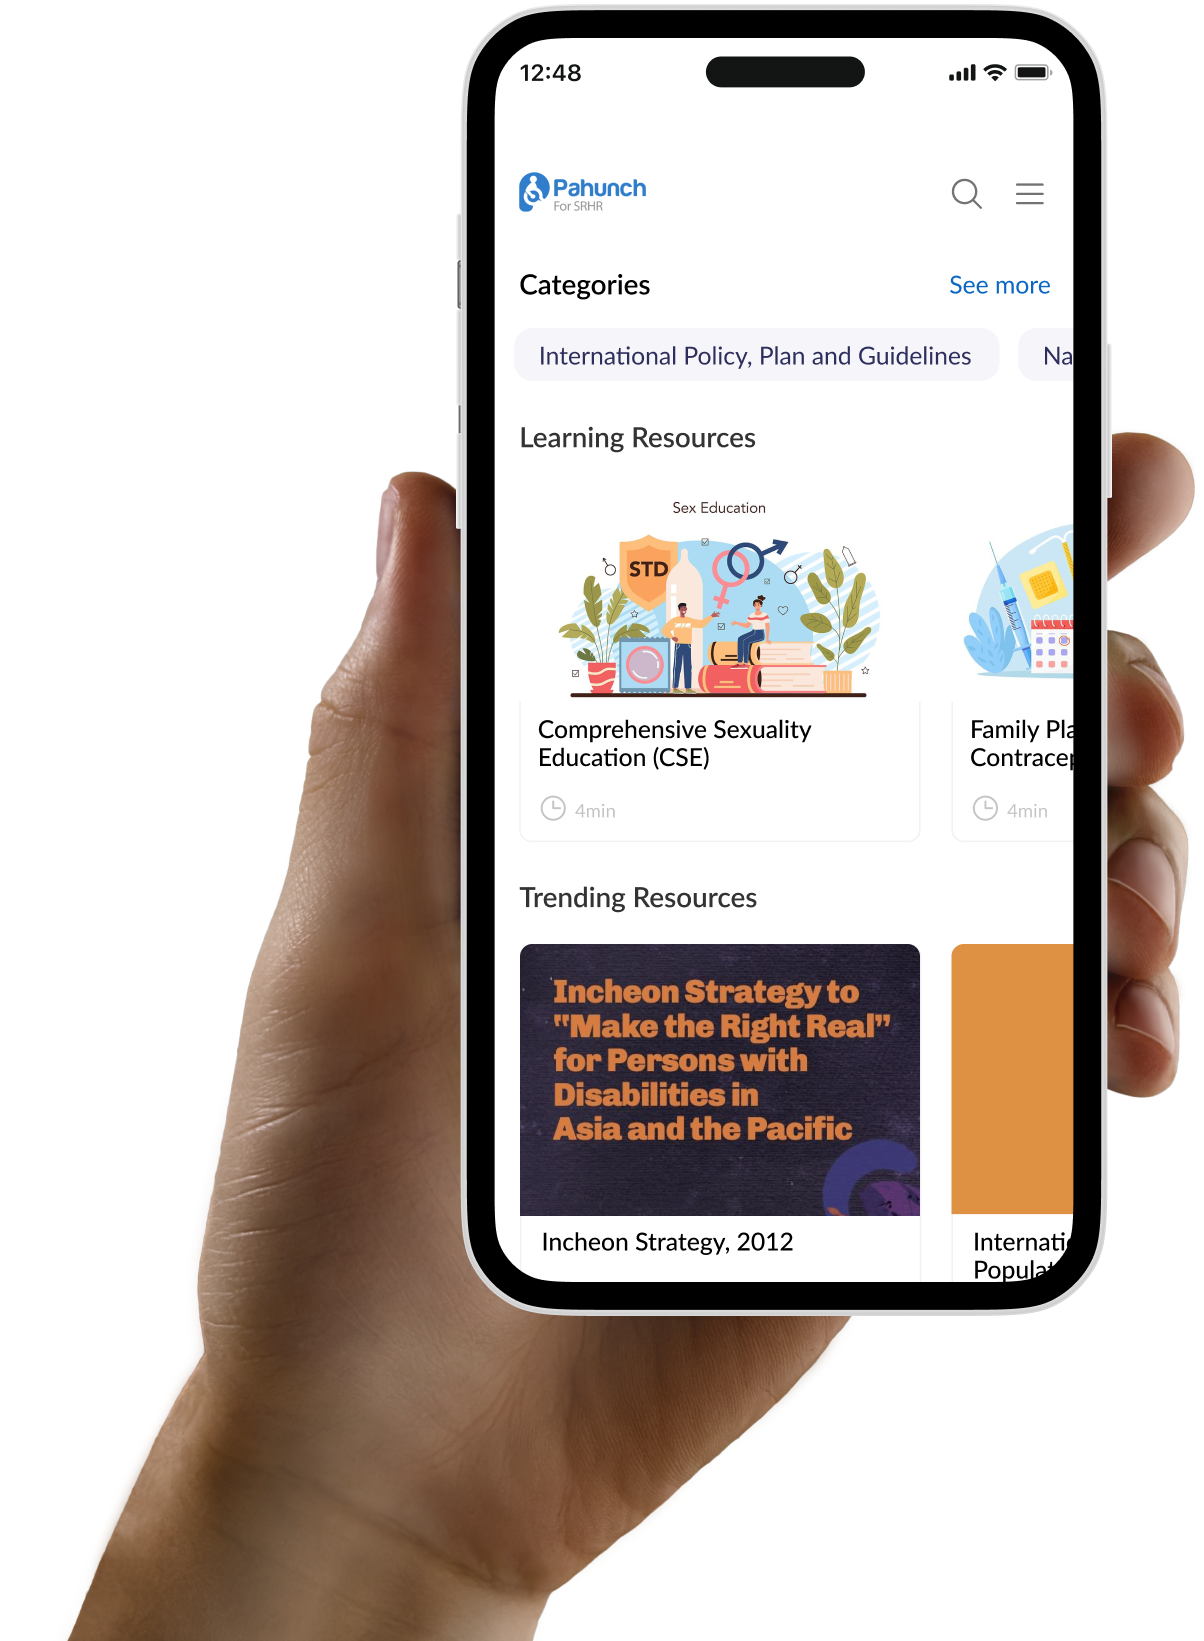 12:48
Pahunch
For SRHR
Categories
See more
International Policy, Plan and Guidelines
Na
Learning Resources
Sex Education
STD
Comprehensive Sexuality
Education (CSE)
4min
Family Pla
Contracep
4min
Trending Resources
Incheon Strategy to
"Make the Right Real”
for Persons with
Disabilities in
Asia and the Pacific
Incheon Strategy, 2012
Internatio
Populat